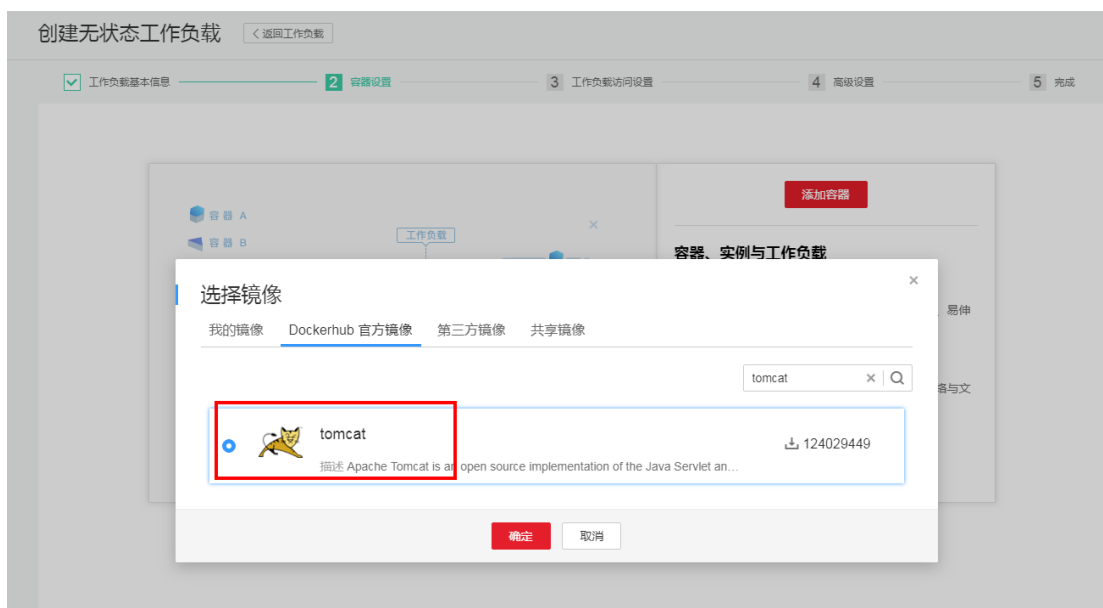 创建无状态工作负载
< 返回工作负载
工作负载基本信息
2 容器设置
3 工作负载访问设置
4 高级设置
5 完成
添加容器
容器 A
容器 B
工作负载
容器、实例与工作负载
选择镜像
易伸
我的镜像 Dockerhub 官方镜像 第三方镜像 共享镜像
tomcat
络与文
tomcat
124029449
描述 Apache Tomcat is an open source implementation of the Java Servlet an...
确定 取消